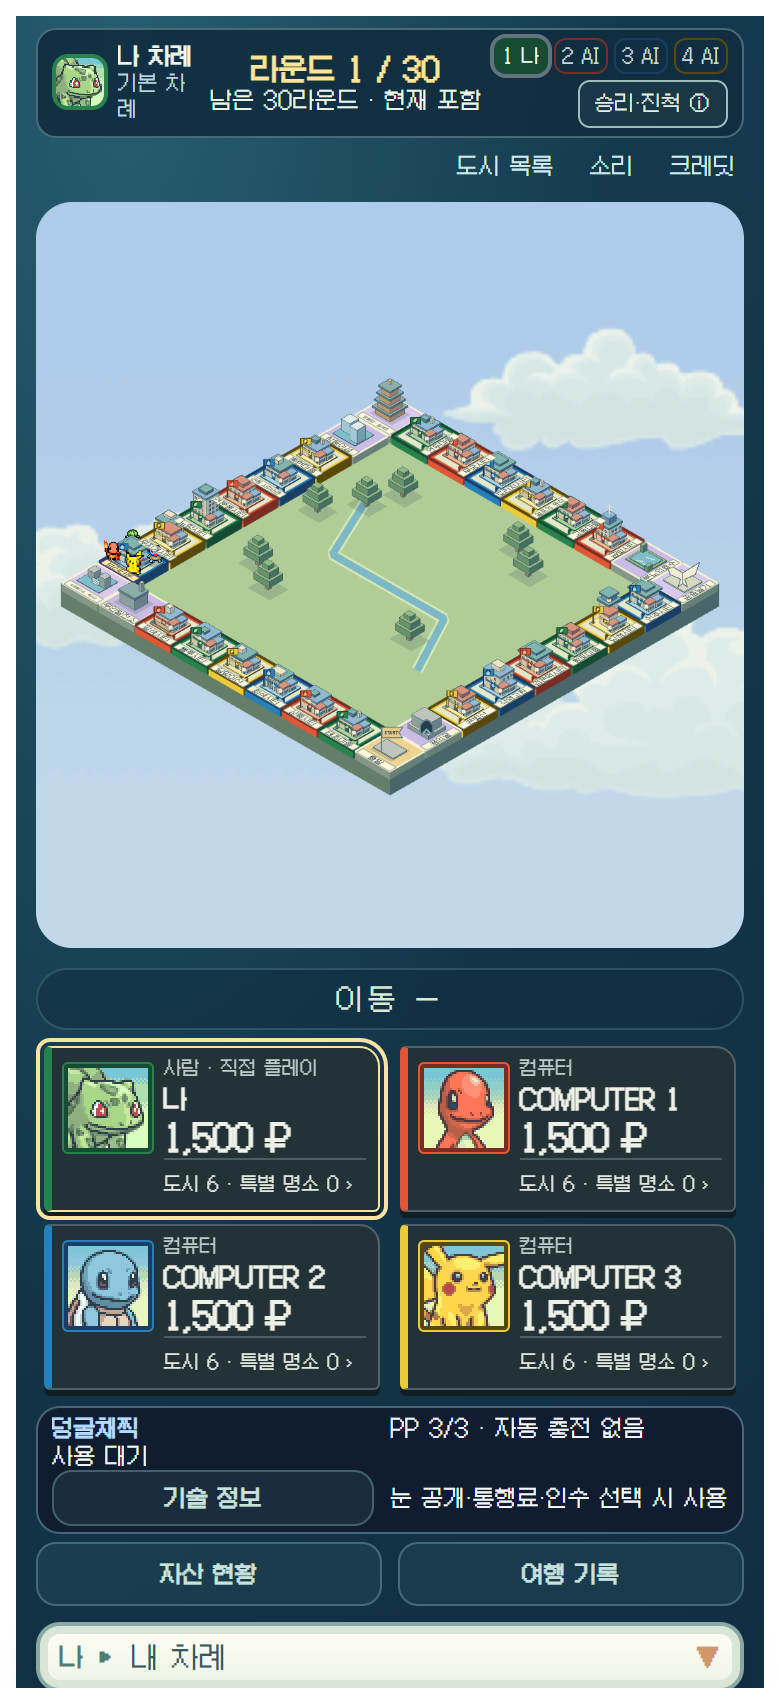 나 차례
기본 차
례
라운드 1 / 30
남은 30라운드 · 현재 포함
1 나
2 AI
3 AI
4 AI
승리·진척 ⓘ
도시 목록
소리
크레딧
START
이동 –
사람 · 직접 플레이
나
1,500 ₽
도시 6 · 특별 명소 0 ›
컴퓨터
COMPUTER 1
1,500 ₽
도시 6 · 특별 명소 0 ›
컴퓨터
COMPUTER 2
1,500 ₽
도시 6 · 특별 명소 0 ›
컴퓨터
COMPUTER 3
1,500 ₽
도시 6 · 특별 명소 0 ›
덩굴채찍
사용 대기
PP 3/3 · 자동 충전 없음
기술 정보
눈 공개·통행료·인수 선택 시 사용
자산 현황
여행 기록
나 ▶ 내 차례 ▼